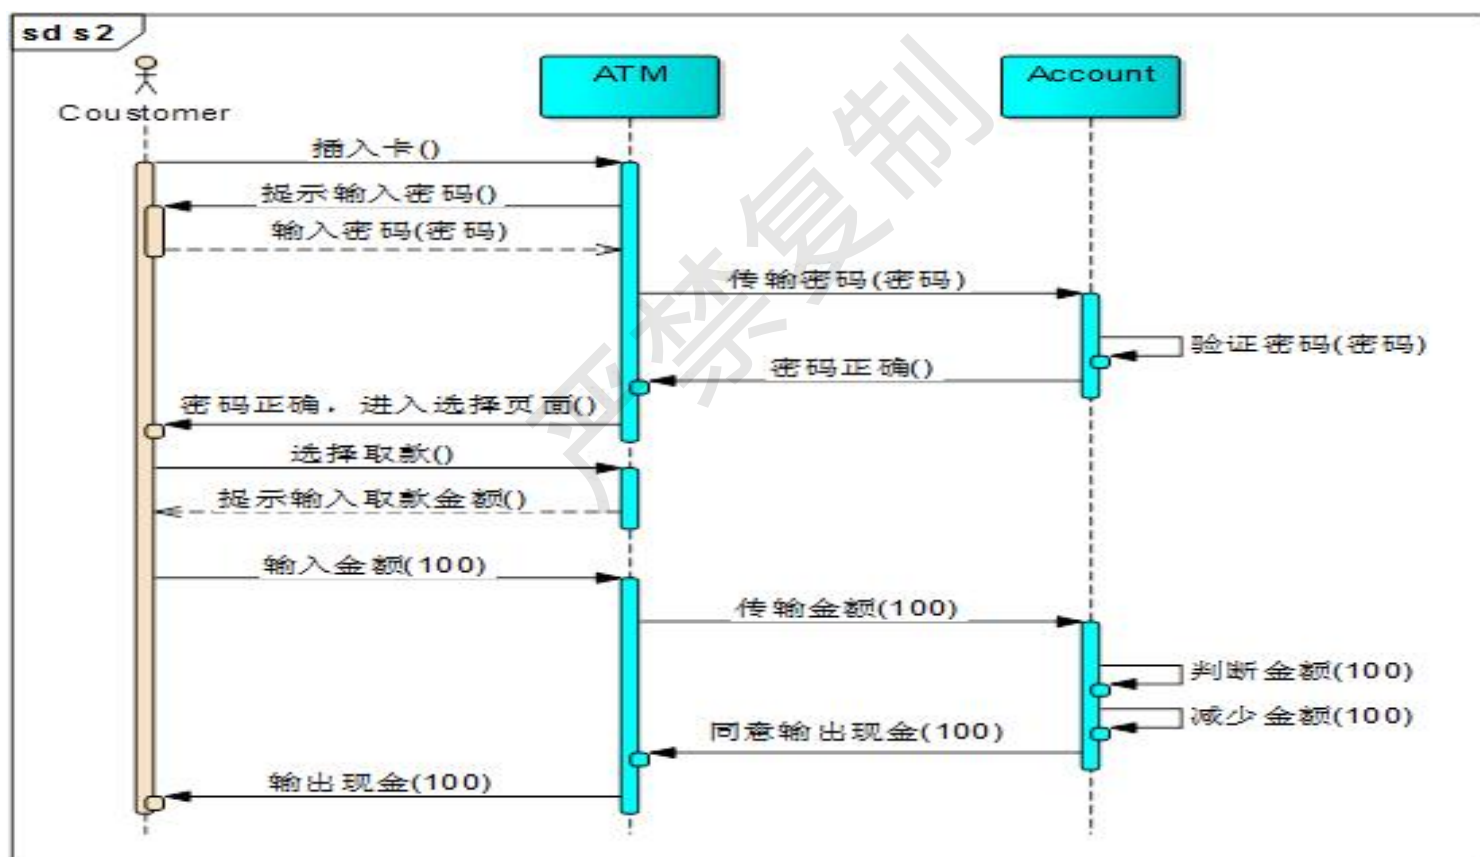 sd s2
Coustomer
ATM
Account
插入卡()
提示输入密码()
输入密码(密码)
传输密码(密码)
验证密码(密码)
密码正确()
密码正确，进入选择页面()
选择取款()
提示输入取款金额()
输入金额(100)
传输金额(100)
判断金额(100)
减少金额(100)
同意输出现金(100)
输出现金(100)
严禁复制